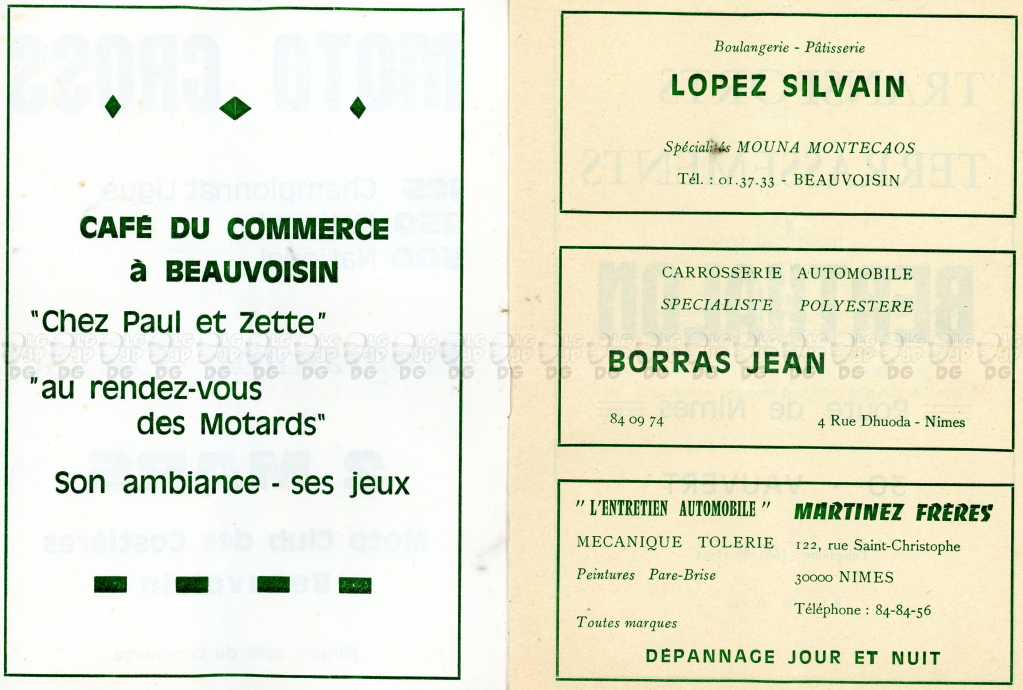 CAFÉ DU COMMERCE
à BEAUVOISIN
"Chez Paul et Zette"
"au rendez-vous
des Motards"
Son ambiance - ses jeux
Boulangerie - Pâtisserie
LOPEZ SILVAIN
Spécialités MOUNA MONTECAOS
Tél. : 01.37.33 - BEAUVOISIN
CARROSSERIE AUTOMOBILE
SPECIALISTE POLYESTERE
BORRAS JEAN
84 09 74 4 Rue Dhuoda - Nimes
" L'ENTRETIEN AUTOMOBILE " MARTINEZ FRÈRES
MECANIQUE TOLERIE 122, rue Saint-Christophe
Peintures Pare-Brise 30000 NIMES
Téléphone : 84-84-56
Toutes marques
DÉPANNAGE JOUR ET NUIT